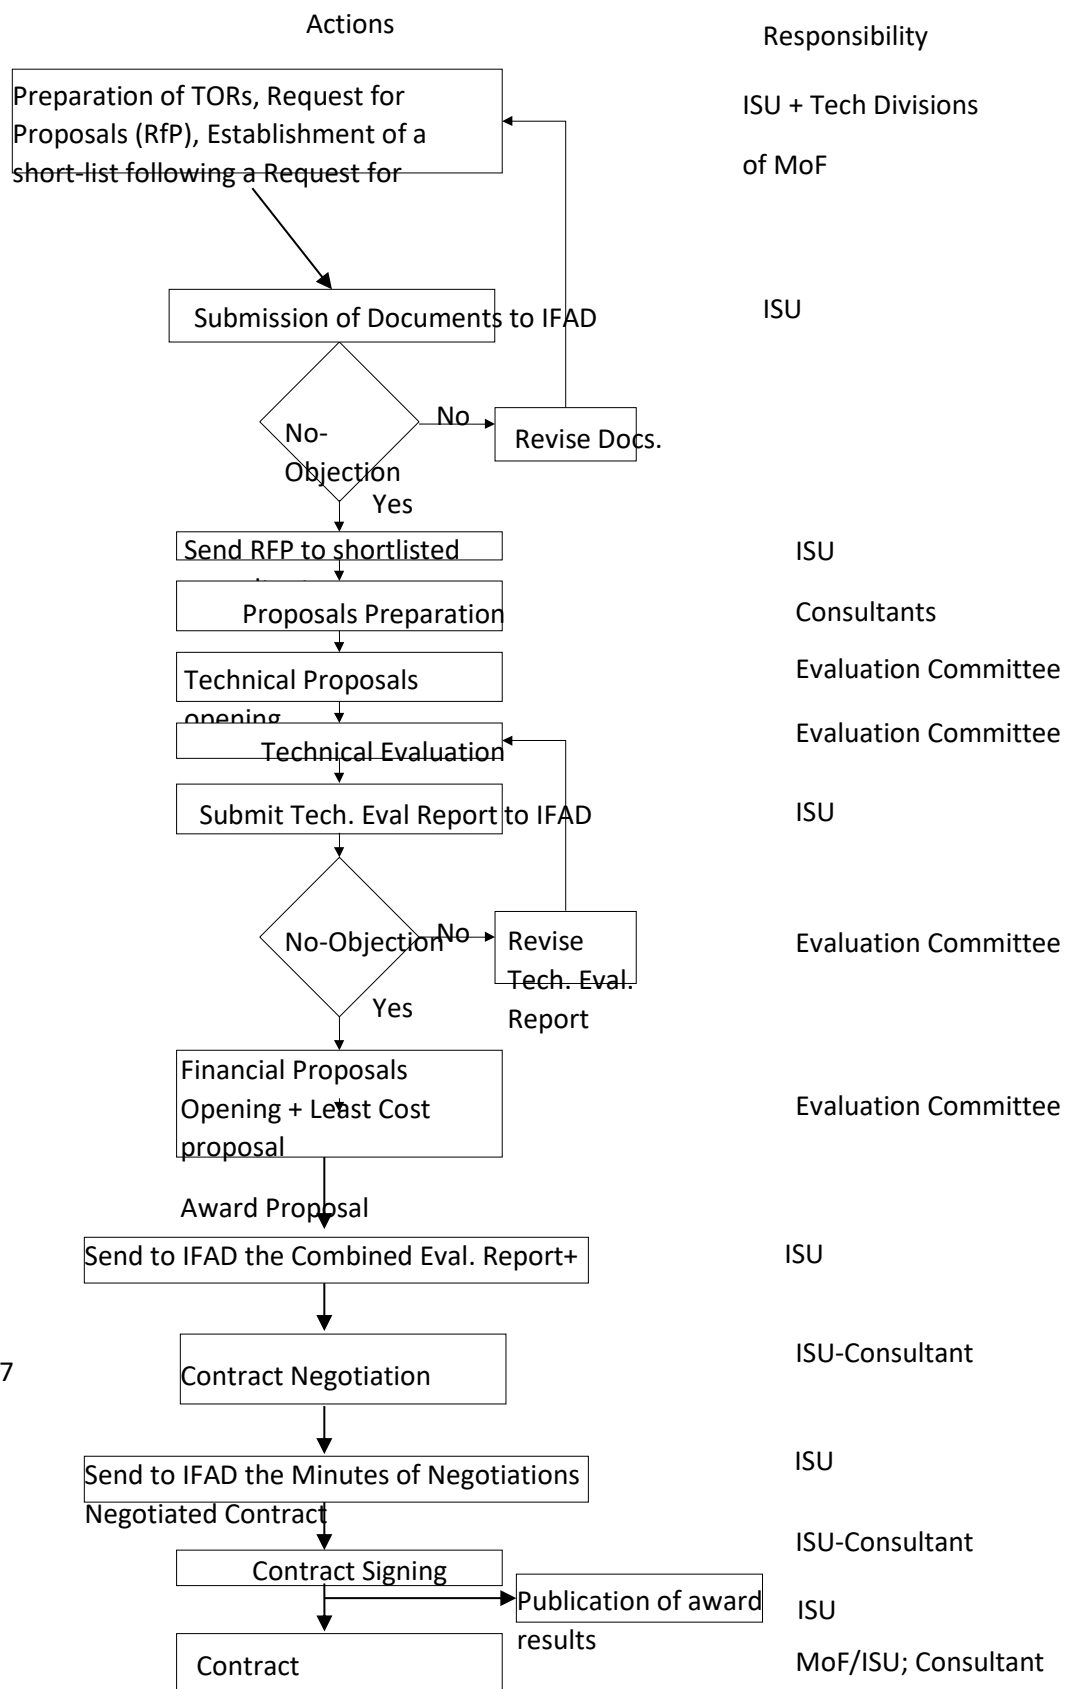 Actions
Responsibility
Preparation of TORs, Request for
Proposals (RfP), Establishment of a
short-list following a Request for
ISU + Tech Divisions
of MoF
Submission of Documents to IFAD
ISU
No-
Objection
No
Revise Docs.
Yes
Send RFP to shortlisted
ISU
Proposals Preparation
Consultants
Technical Proposals
opening
Evaluation Committee
Technical Evaluation
Evaluation Committee
Submit Tech. Eval Report to IFAD
ISU
No-Objection
No
Revise
Tech. Eval.
Report
Evaluation Committee
Yes
Financial Proposals
Opening + Least Cost
proposal
Evaluation Committee
Award Proposal
Send to IFAD the Combined Eval. Report+
ISU
7
Contract Negotiation
ISU-Consultant
Send to IFAD the Minutes of Negotiations
Negotiated Contract
ISU
Contract Signing
ISU-Consultant
Publication of award
results
ISU
Contract
MoF/ISU; Consultant